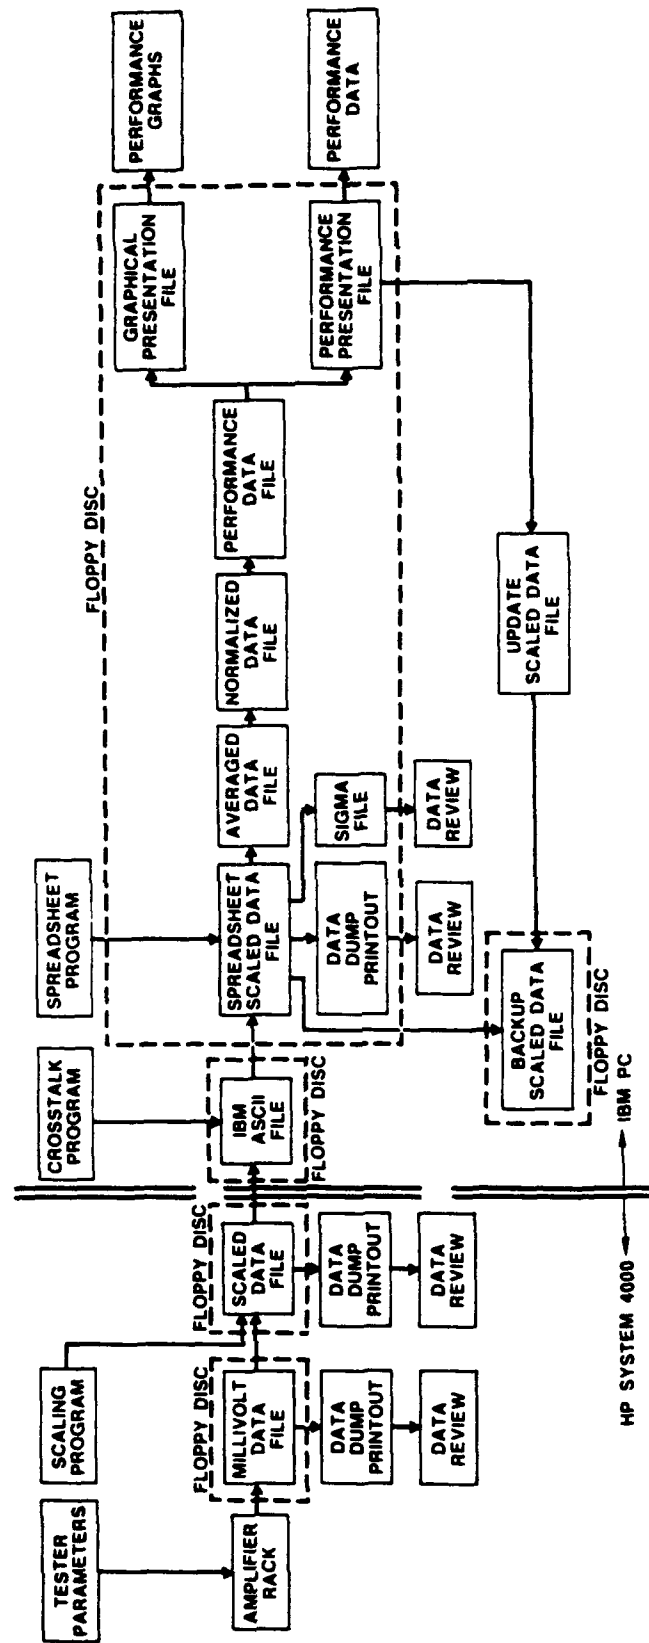 TESTER
PARAMETERS
SCALING
PROGRAM
CROSSTALK
PROGRAM
SPREADSHEET
PROGRAM
FLOPPY DISC
AMPLIFIER
RACK
FLOPPY DISC
MILLIVOLT
DATA
FILE
FLOPPY DISC
SCALED
DATA
FILE
IBM
ASCII
FILE
FLOPPY DISC
SPREADSHEET
SCALED DATA
FILE
AVERAGED
DATA
FILE
NORMALIZED
DATA
FILE
PERFORMANCE
DATA
FILE
GRAPHICAL
PRESENTATION
FILE
PERFORMANCE
GRAPHS
PERFORMANCE
PRESENTATION
FILE
PERFORMANCE
DATA
DATA
DUMP
PRINTOUT
DATA
DUMP
PRINTOUT
DATA
DUMP
PRINTOUT
SIGMA
FILE
DATA
REVIEW
DATA
REVIEW
DATA
REVIEW
DATA
REVIEW
BACKUP
SCALED DATA
FILE
FLOPPY DISC
UPDATE
SCALED DATA
FILE
HP SYSTEM 4000
IBM PC